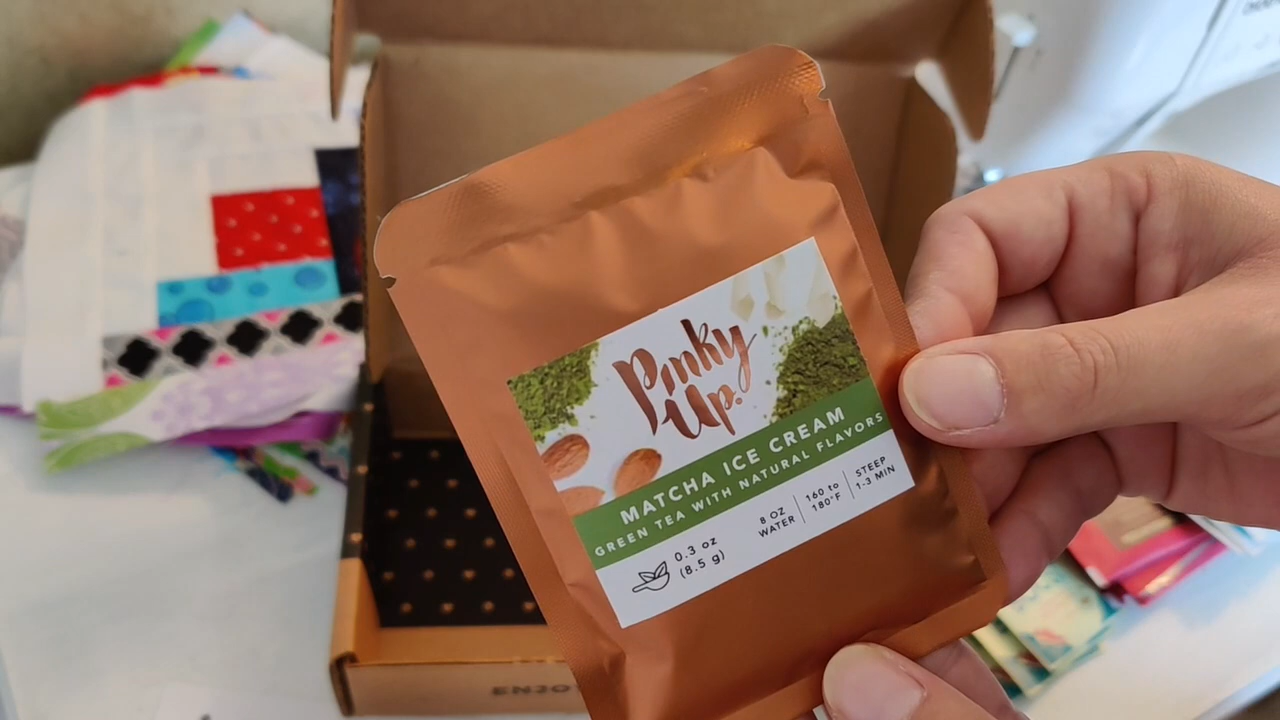 Pinky
Up.
MATCHA ICE CREAM
GREEN TEA WITH NATURAL FLAVORS
0.3 oz
(8.5 g)
8 OZ
WATER
160 to
180°F
STEEP
1-3 MIN